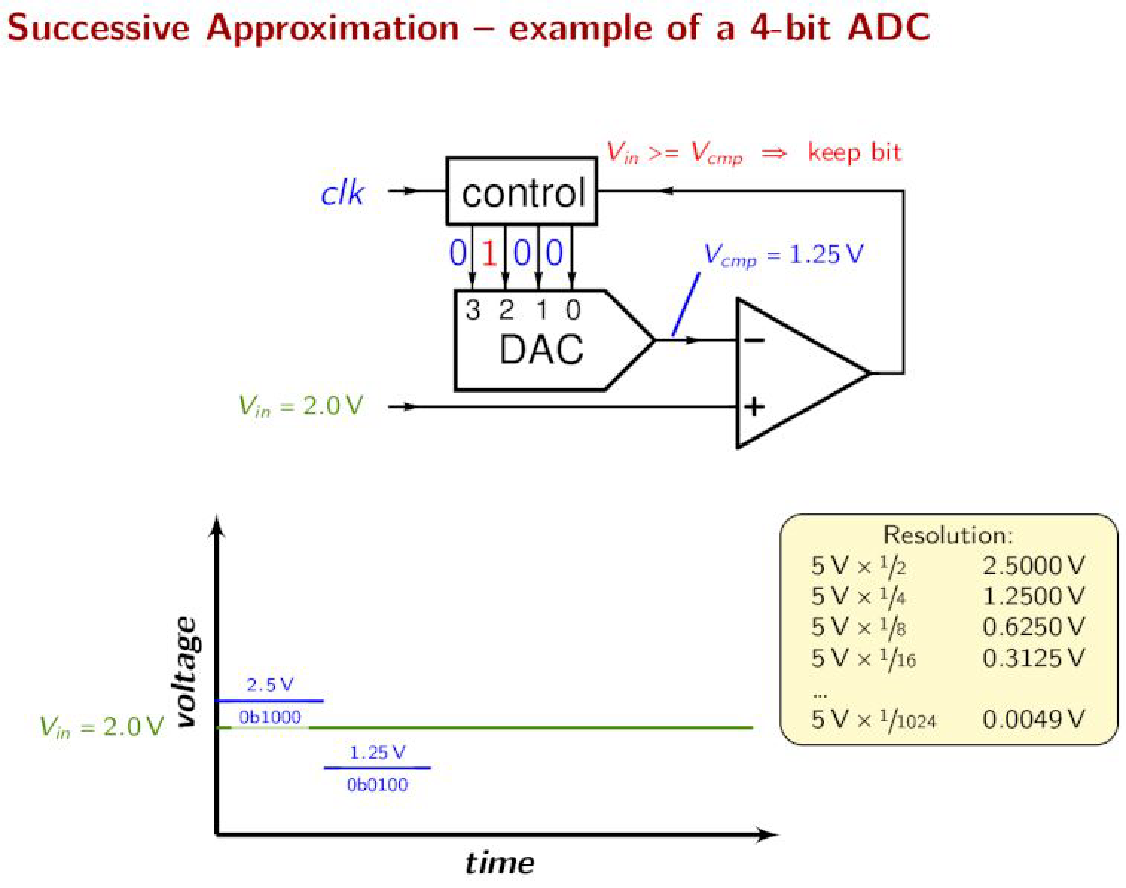 Successive Approximation – example of a 4-bit ADC
V_in >= V_cmp ⇒ keep bit
clk
control
0 1 0 0
V_cmp = 1.25 V
3 2 1 0
DAC
−
V_in = 2.0 V
+
Resolution:
5 V × 1/2 2.5000 V
5 V × 1/4 1.2500 V
5 V × 1/8 0.6250 V
5 V × 1/16 0.3125 V
...
5 V × 1/1024 0.0049 V
voltage
2.5 V
0b1000
V_in = 2.0 V
1.25 V
0b0100
time